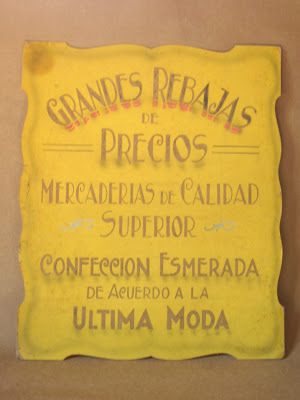 GRANDES REBAJAS
DE
PRECIOS
MERCADERIAS DE CALIDAD
SUPERIOR
CONFECCION ESMERADA
DE ACUERDO A LA
ULTIMA MODA